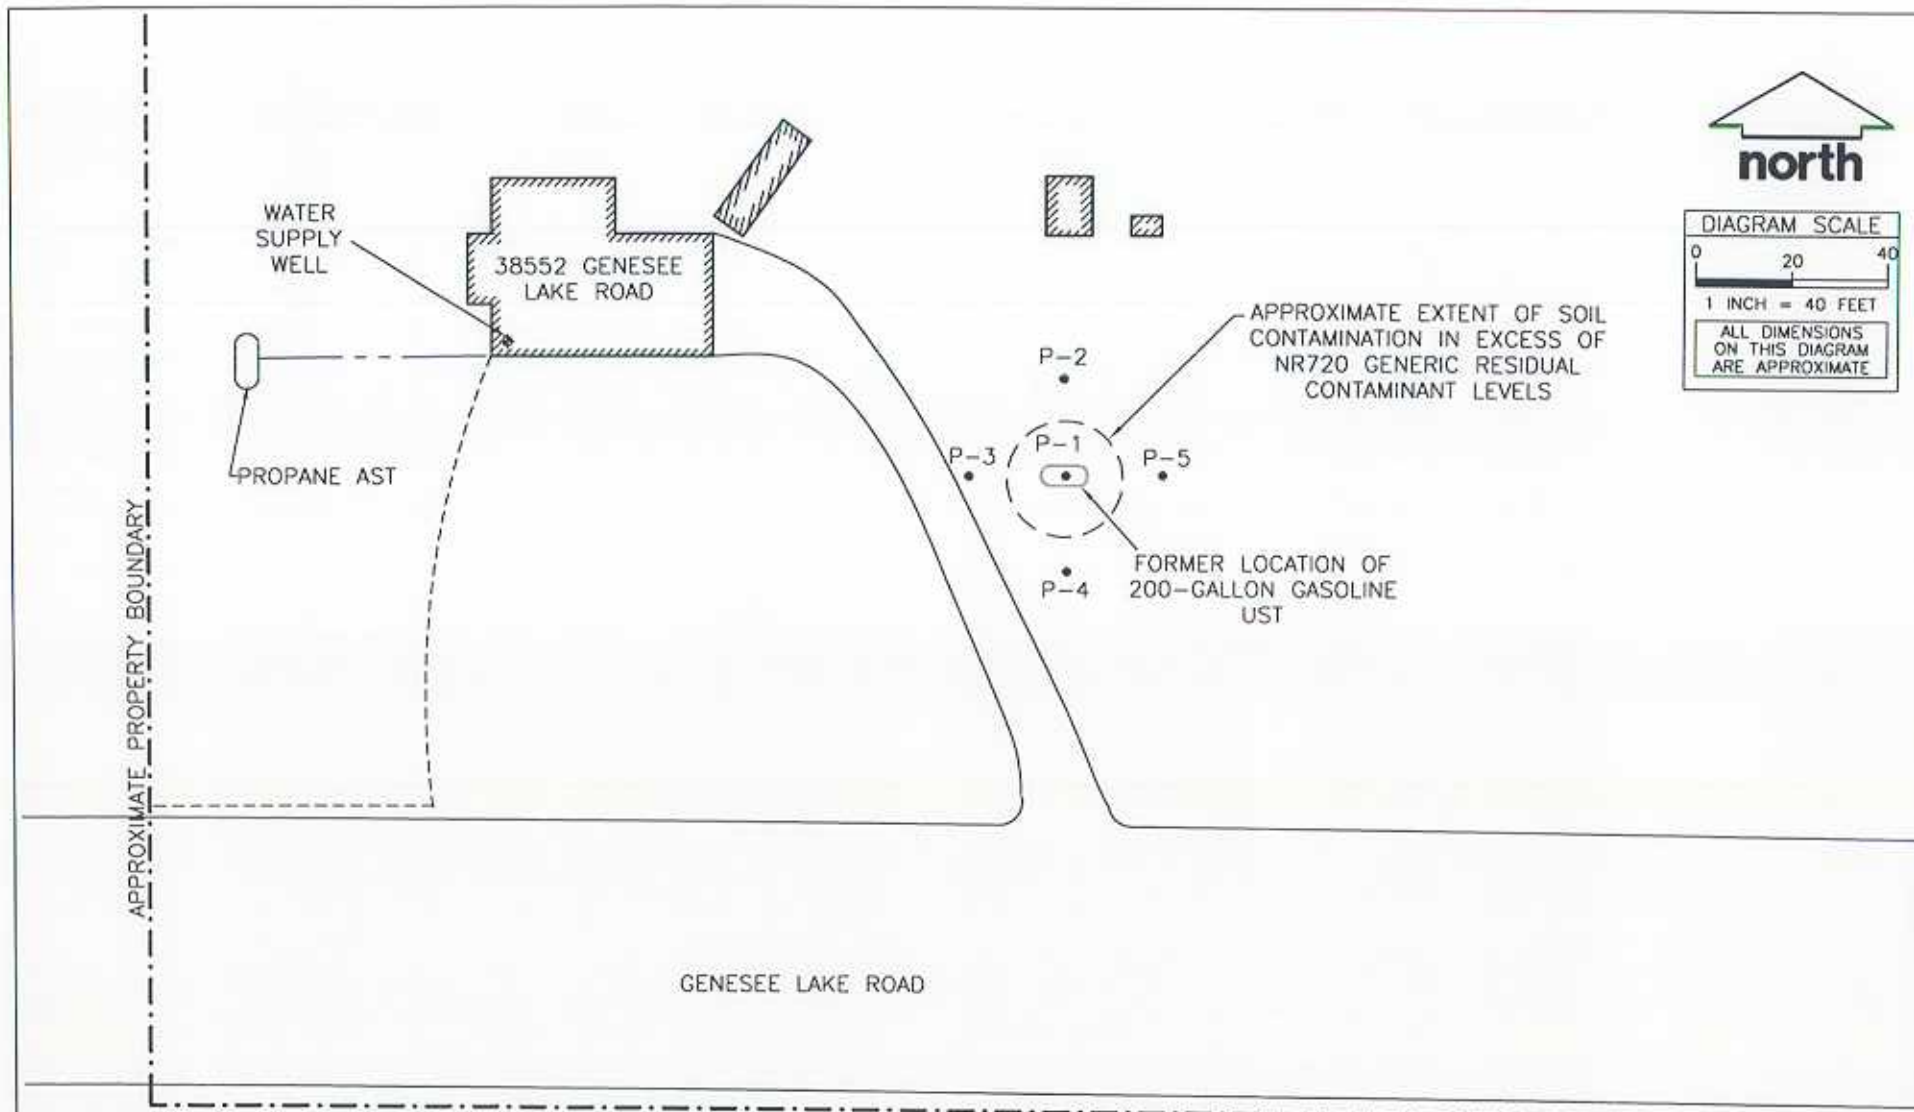 north
DIAGRAM SCALE
0 20 40
1 INCH = 40 FEET
ALL DIMENSIONS
ON THIS DIAGRAM
ARE APPROXIMATE
WATER
SUPPLY
WELL
38552 GENESEE
LAKE ROAD
PROPANE AST
APPROXIMATE PROPERTY BOUNDARY
APPROXIMATE EXTENT OF SOIL
CONTAMINATION IN EXCESS OF
NR720 GENERIC RESIDUAL
CONTAMINANT LEVELS
P-2
P-1
P-3
P-5
P-4
FORMER LOCATION OF
200-GALLON GASOLINE
UST
GENESEE LAKE ROAD